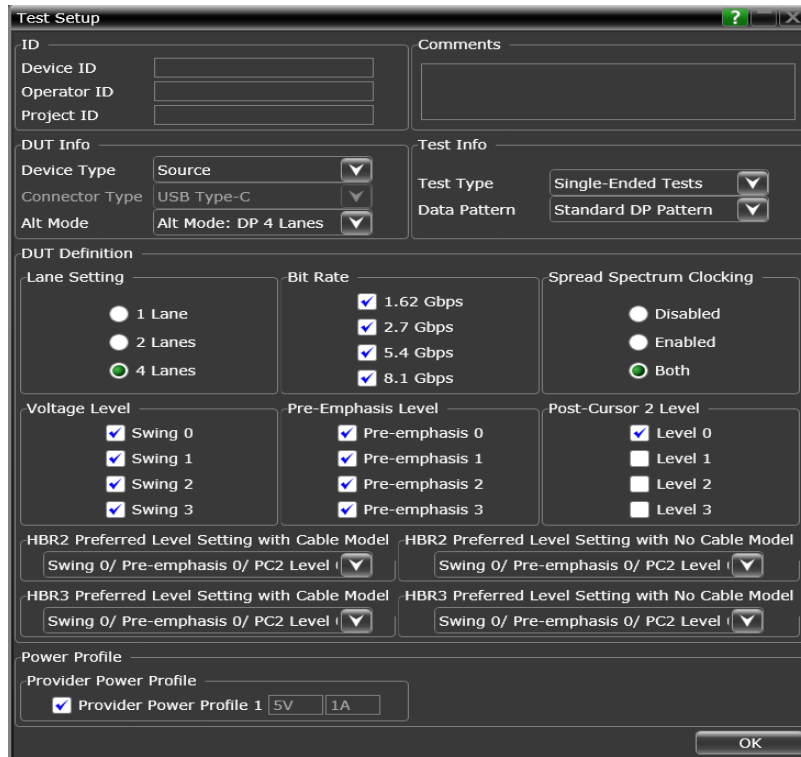 Test Setup
?
ID
Device ID
Operator ID
Project ID
Comments
DUT Info
Device Type Source
Connector Type USB Type-C
Alt Mode Alt Mode: DP 4 Lanes
Test Info
Test Type Single-Ended Tests
Data Pattern Standard DP Pattern
DUT Definition
Lane Setting
1 Lane
2 Lanes
4 Lanes
Bit Rate
1.62 Gbps
2.7 Gbps
5.4 Gbps
8.1 Gbps
Spread Spectrum Clocking
Disabled
Enabled
Both
Voltage Level
Swing 0
Swing 1
Swing 2
Swing 3
Pre-Emphasis Level
Pre-emphasis 0
Pre-emphasis 1
Pre-emphasis 2
Pre-emphasis 3
Post-Cursor 2 Level
Level 0
Level 1
Level 2
Level 3
HBR2 Preferred Level Setting with Cable Model
Swing 0/ Pre-emphasis 0/ PC2 Level
HBR2 Preferred Level Setting with No Cable Model
Swing 0/ Pre-emphasis 0/ PC2 Level
HBR3 Preferred Level Setting with Cable Model
Swing 0/ Pre-emphasis 0/ PC2 Level
HBR3 Preferred Level Setting with No Cable Model
Swing 0/ Pre-emphasis 0/ PC2 Level
Power Profile
Provider Power Profile
Provider Power Profile 1 5V 1A
OK